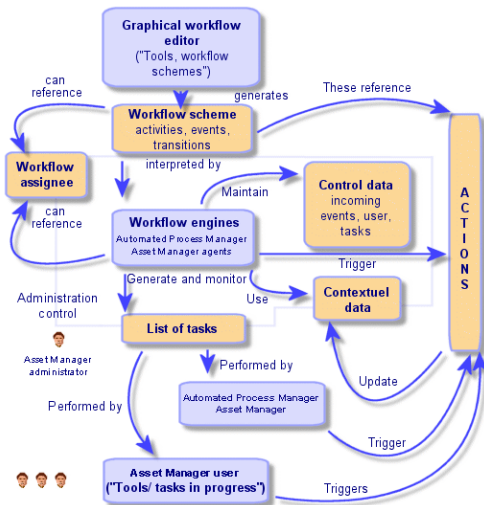 Graphical workflow
editor
("Tools, workflow
schemes")
can
reference
generates
These reference
Workflow scheme
activities, events,
transitions
Workflow
assignee
interpreted by
Maintain
Control data
incoming
events, user,
tasks
ACTIONS
can
reference
Workflow engines
Automated Process Manager
Asset Manager agents
Trigger
Generate and monitor
Use
Contextuel
data
Administration
control
List of tasks
Asset Manager
administrator
Performed by
Update
Automated Process Manager
Asset Manager
Performed by
Trigger
Asset Manager user
("Tools/ tasks in progress")
Triggers